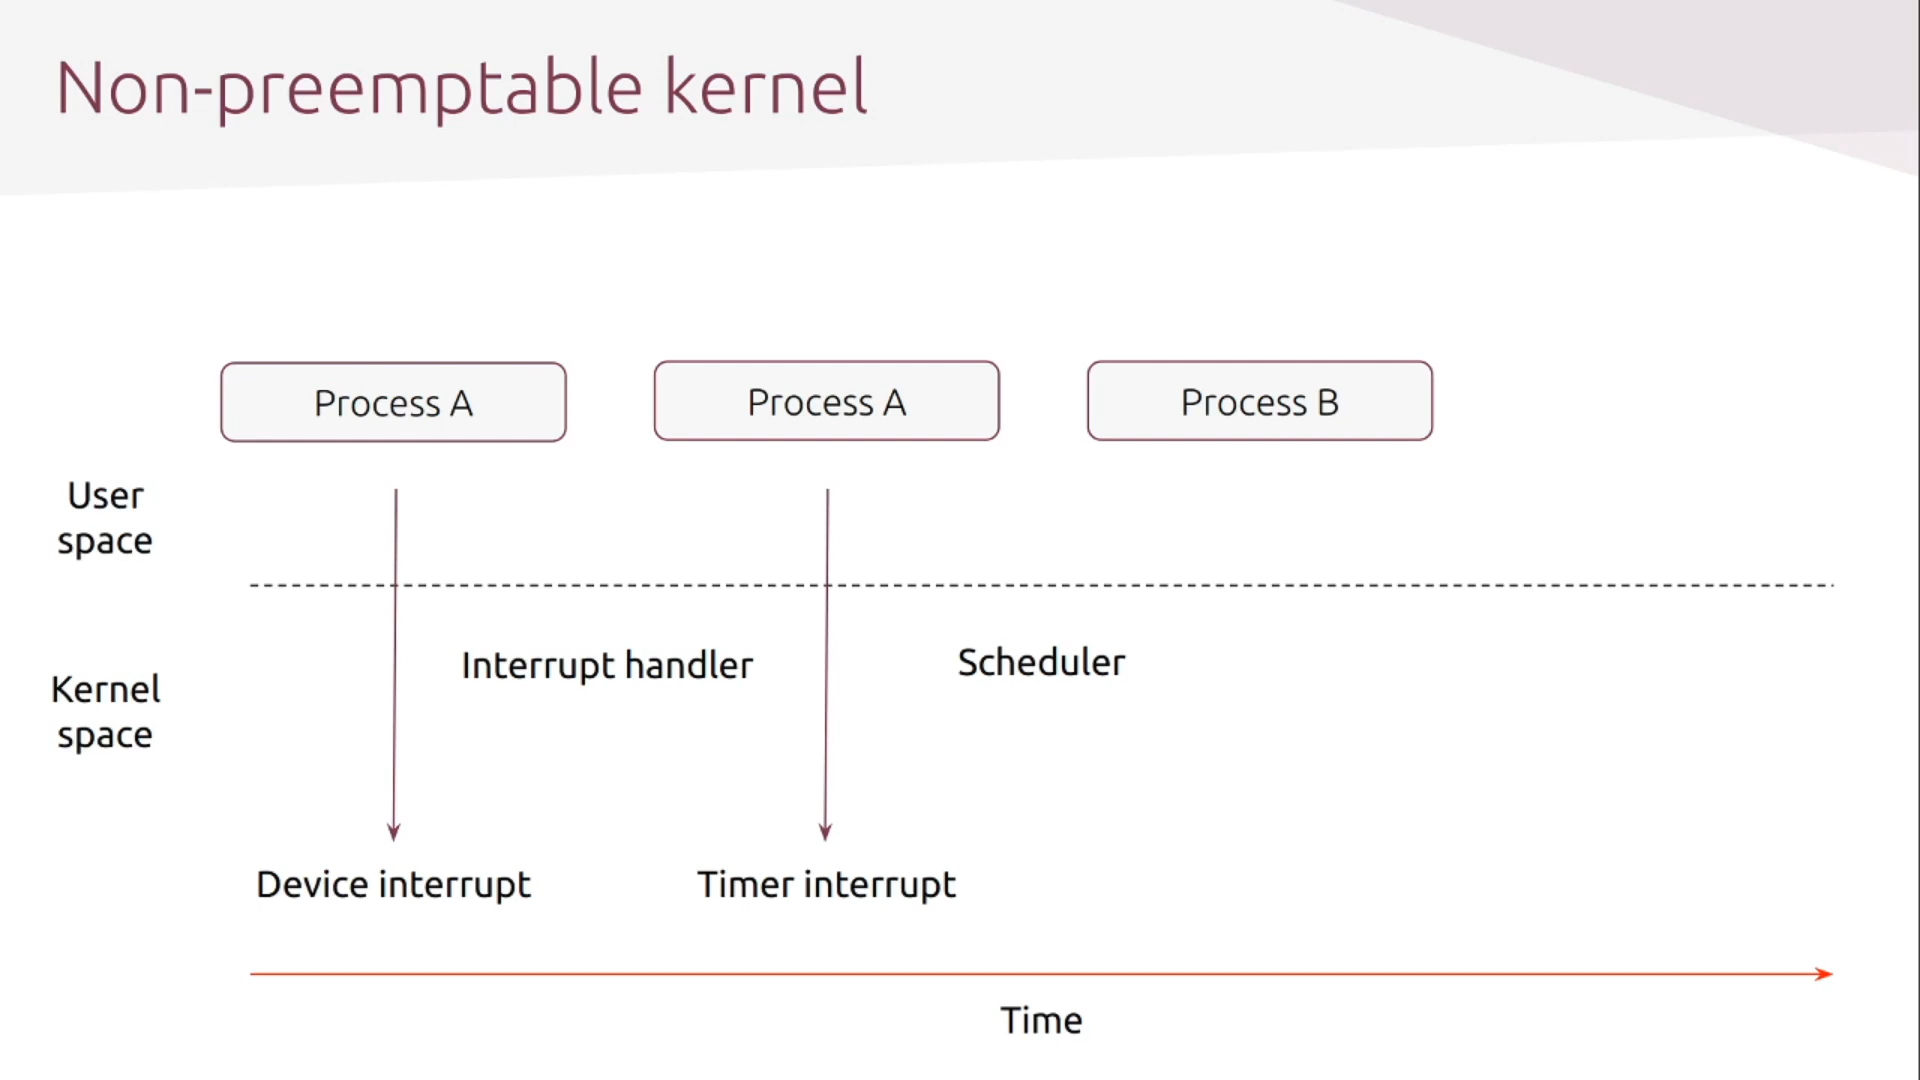 Non-preemptable kernel
Process A
Process A
Process B
User
space
Interrupt handler
Scheduler
Kernel
space
Device interrupt
Timer interrupt
Time